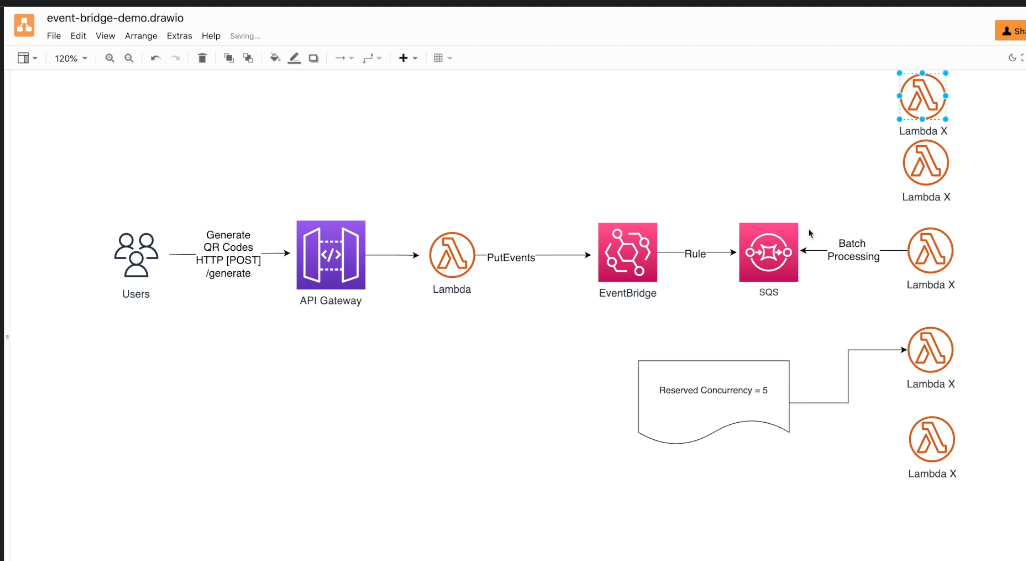 event-bridge-demo.drawio
File Edit View Arrange Extras Help Saving...
120%
Lambda X
Lambda X
Generate
QR Codes
HTTP [POST]
/generate
Users
API Gateway
Lambda
PutEvents
EventBridge
Rule
SQS
Batch
Processing
Lambda X
Reserved Concurrency = 5
Lambda X
Lambda X